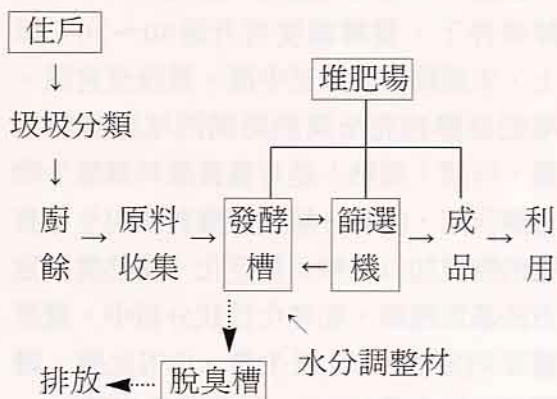 住戶
↓
堆肥場
圾圾分類
↓
廚餘 → 原料收集 → 發酵槽 → ← 篩選機 → 成品 → 利用
水分調整材
排放 ← 脫臭槽